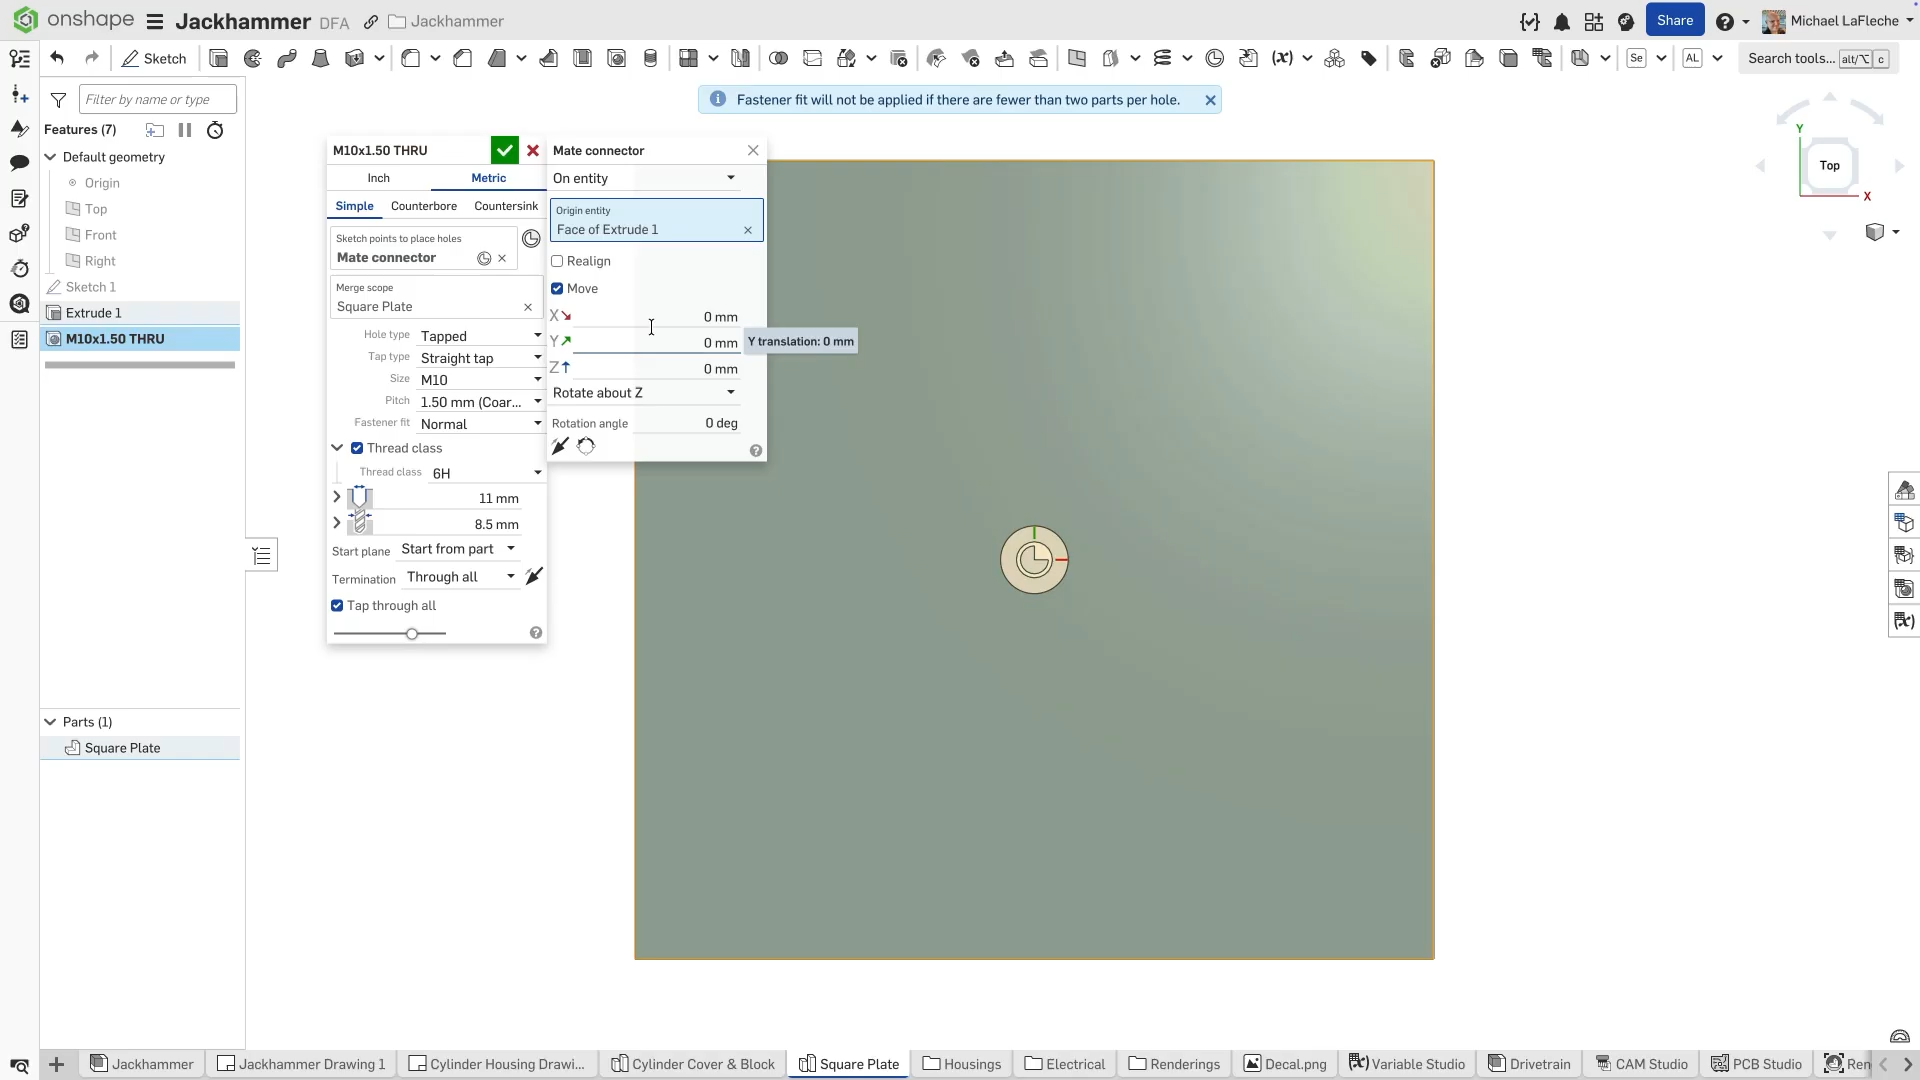 onshape
Jackhammer DFA
Jackhammer
Share
Michael LaFleche
Sketch
Se
AL
Search tools... alt/⌥ c
Filter by name or type
Features (7)
Default geometry
Origin
Top
Front
Right
Sketch 1
Extrude 1
M10x1.50 THRU
Parts (1)
Square Plate
Fastener fit will not be applied if there are fewer than two parts per hole.
M10x1.50 THRU
Inch
Metric
Simple
Counterbore
Countersink
Sketch points to place holes
Mate connector
Merge scope
Square Plate
Hole type Tapped
Tap type Straight tap
Size M10
Pitch 1.50 mm (Coar...
Fastener fit Normal
Thread class
Thread class 6H
11 mm
8.5 mm
Start plane Start from part
Termination Through all
Tap through all
Mate connector
On entity
Origin entity
Face of Extrude 1
Realign
Move
X 0 mm
Y 0 mm
Z 0 mm
Y translation: 0 mm
Rotate about Z
Rotation angle 0 deg
Y
Top
X
Jackhammer
Jackhammer Drawing 1
Cylinder Housing Drawi...
Cylinder Cover & Block
Square Plate
Housings
Electrical
Renderings
Decal.png
Variable Studio
Drivetrain
CAM Studio
PCB Studio
Ren